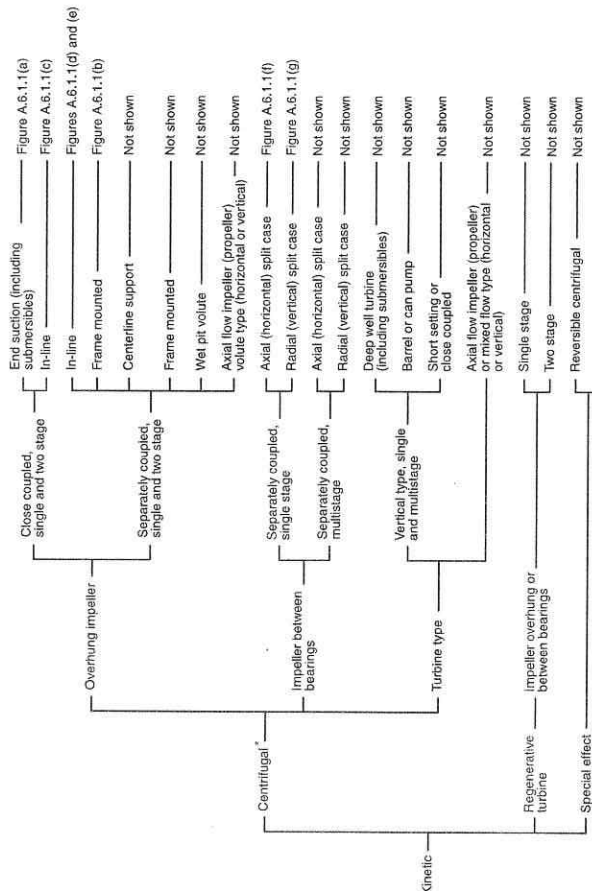 Kinetic
Centrifugal*
Overhung impeller
Close coupled,
single and two stage
End suction (including
submersibles)
Figure A.6.1.1(a)
In-line
Figure A.6.1.1(c)
Separately coupled,
single and two stage
In-line
Figures A.6.1.1(d) and (e)
Frame mounted
Figure A.6.1.1(b)
Centerline support
Not shown
Frame mounted
Not shown
Wet pit volute
Not shown
Axial flow impeller (propeller)
volute type (horizontal or vertical)
Not shown
Impeller between
bearings
Separately coupled,
single stage
Axial (horizontal) split case
Figure A.6.1.1(f)
Radial (vertical) split case
Figure A.6.1.1(g)
Separately coupled,
multistage
Axial (horizontal) split case
Not shown
Radial (vertical) split case
Not shown
Turbine type
Vertical type, single
and multistage
Deep well turbine
(including submersibles)
Not shown
Barrel or can pump
Not shown
Short setting or
close coupled
Not shown
Axial flow impeller (propeller)
or mixed flow type (horizontal
or vertical)
Not shown
Regenerative
turbine
Impeller overhung or
between bearings
Single stage
Not shown
Two stage
Not shown
Special effect
Reversible centrifugal
Not shown